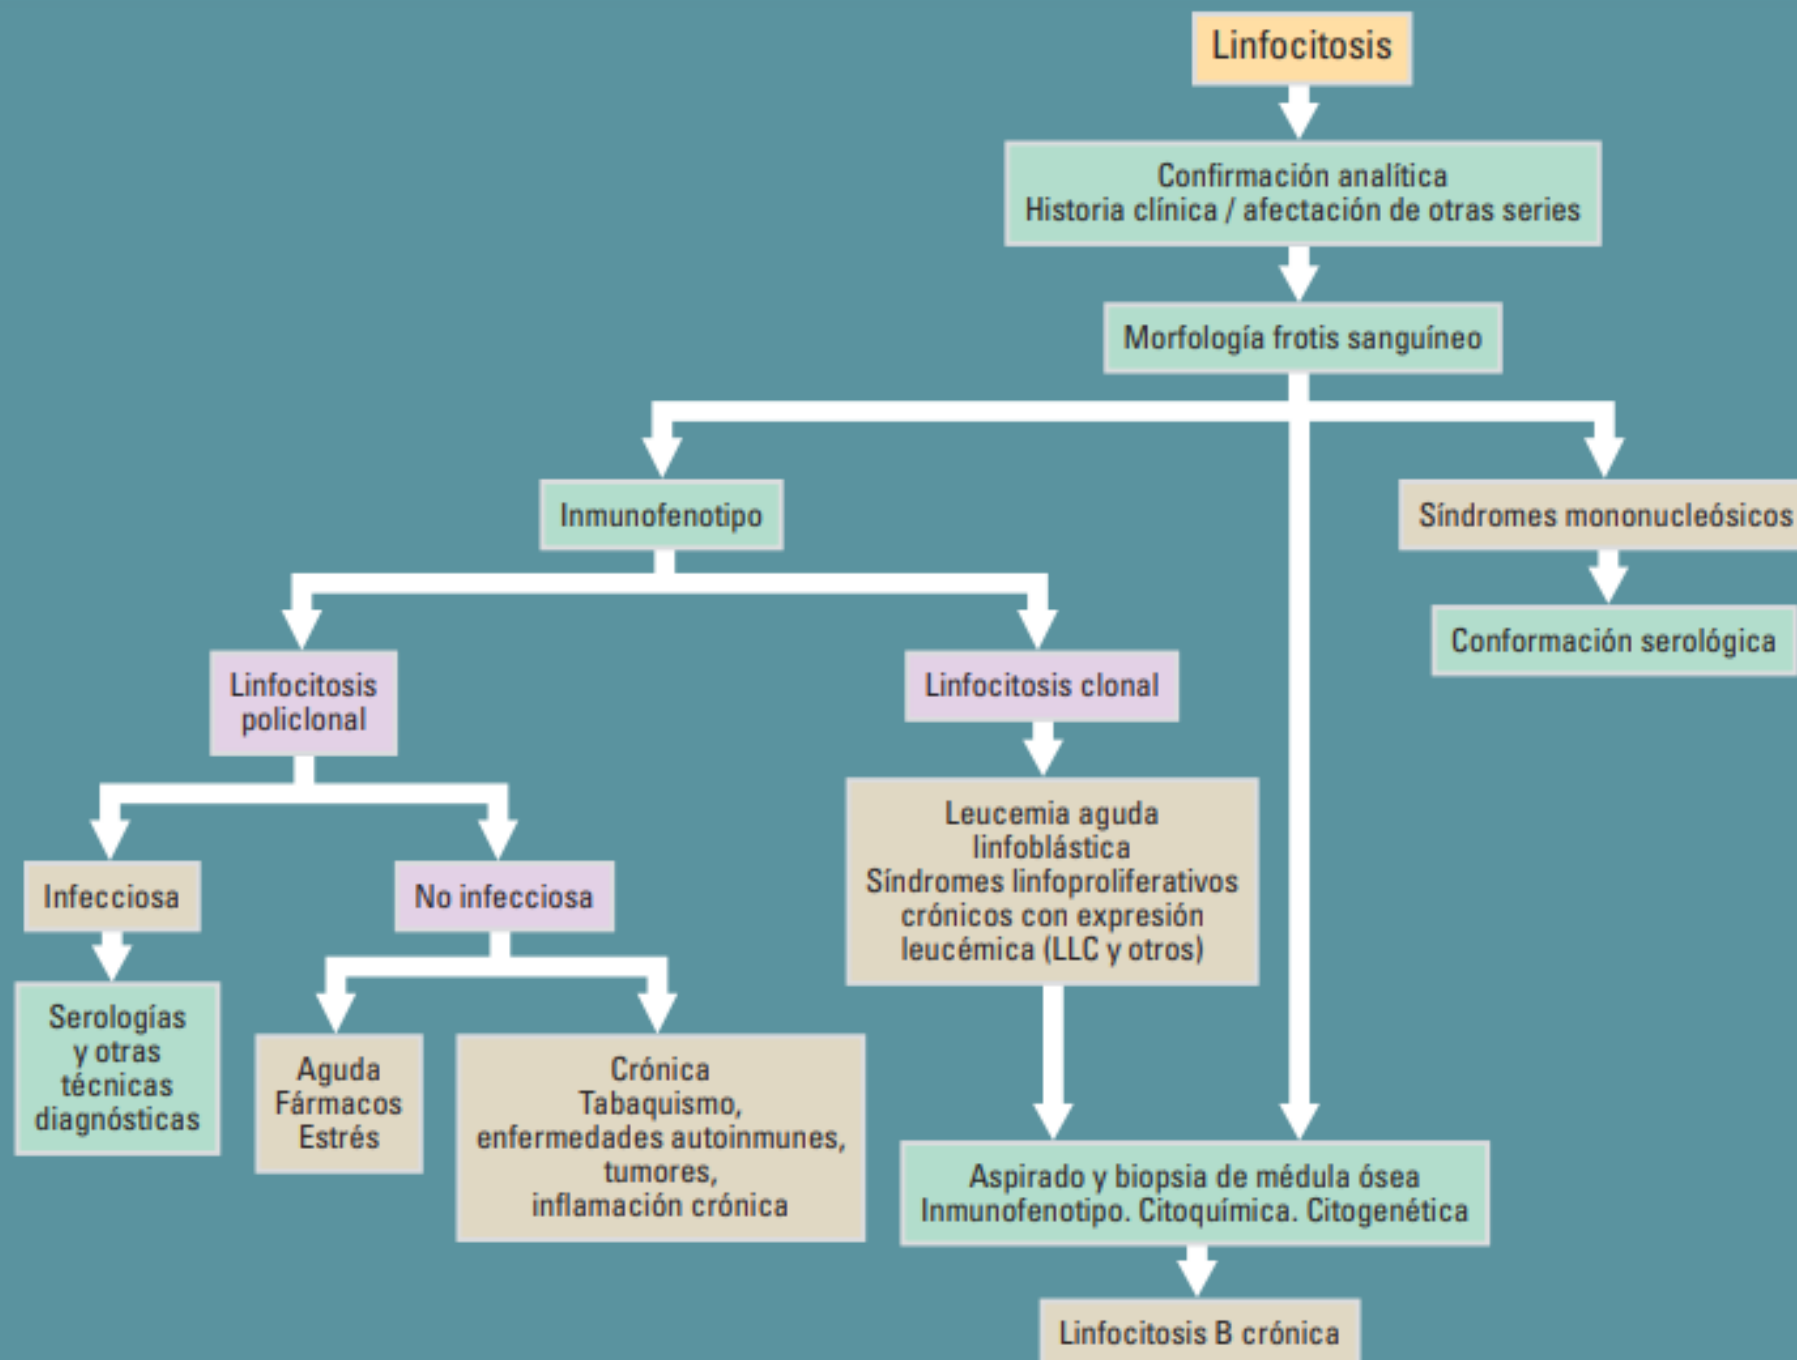 Linfocitosis
Confirmación analítica
Historia clínica / afectación de otras series
Morfología frotis sanguíneo
Inmunofenotipo
Síndromes mononucleósicos
Conformación serológica
Linfocitosis
policlonal
Linfocitosis clonal
Leucemia aguda
linfoblástica
Síndromes linfoproliferativos
crónicos con expresión
leucémica (LLC y otros)
Infecciosa
No infecciosa
Serologías
y otras
técnicas
diagnósticas
Aguda
Fármacos
Estrés
Crónica
Tabaquismo,
enfermedades autoinmunes,
tumores,
inflamación crónica
Aspirado y biopsia de médula ósea
Inmunofenotipo. Citoquímica. Citogenética
Linfocitosis B crónica